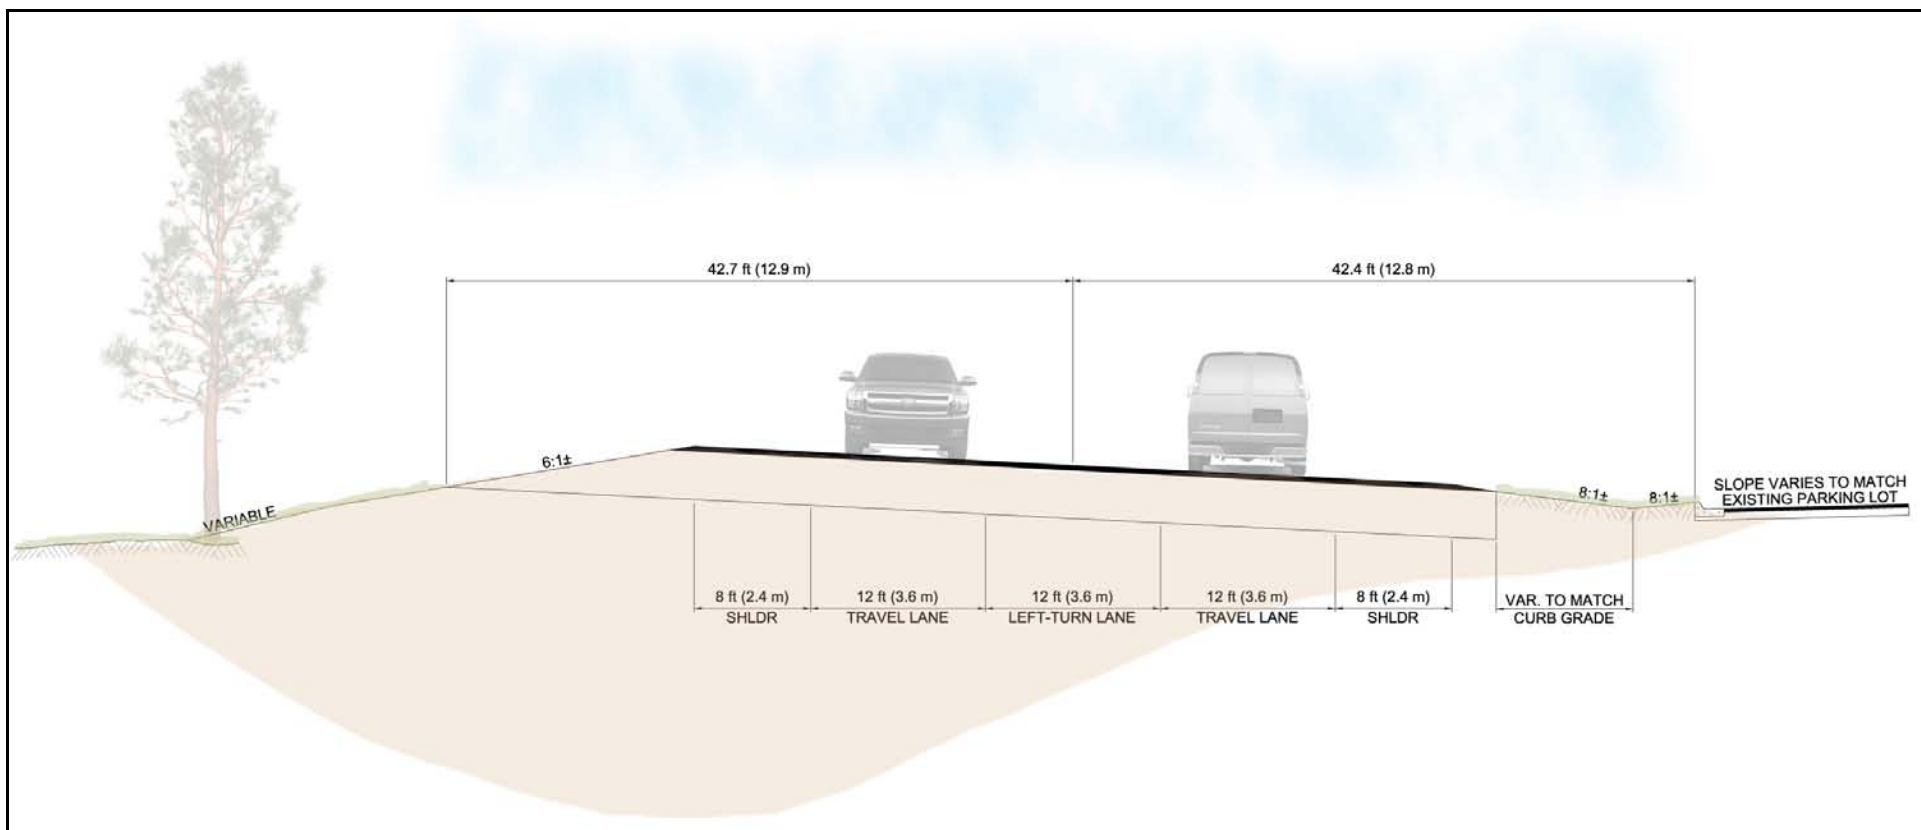 42.7 ft (12.9 m)
42.4 ft (12.8 m)
6:1±
VARIABLE
8:1±
8:1±
SLOPE VARIES TO MATCH
EXISTING PARKING LOT
8 ft (2.4 m)
SHLDR
12 ft (3.6 m)
TRAVEL LANE
12 ft (3.6 m)
LEFT-TURN LANE
12 ft (3.6 m)
TRAVEL LANE
8 ft (2.4 m)
SHLDR
VAR. TO MATCH
CURB GRADE